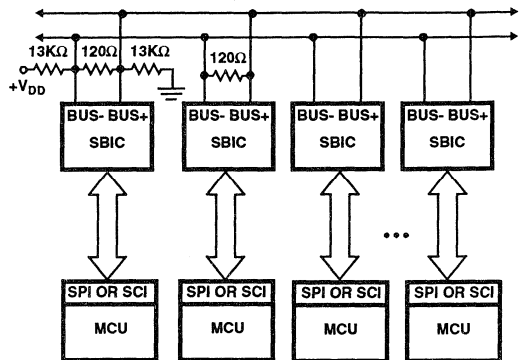 13KΩ 120Ω 13KΩ 120Ω
+VDD
BUS- BUS+ BUS- BUS+ BUS- BUS+ BUS- BUS+
SBIC SBIC SBIC SBIC
...
SPI OR SCI SPI OR SCI SPI OR SCI SPI OR SCI
MCU MCU MCU MCU